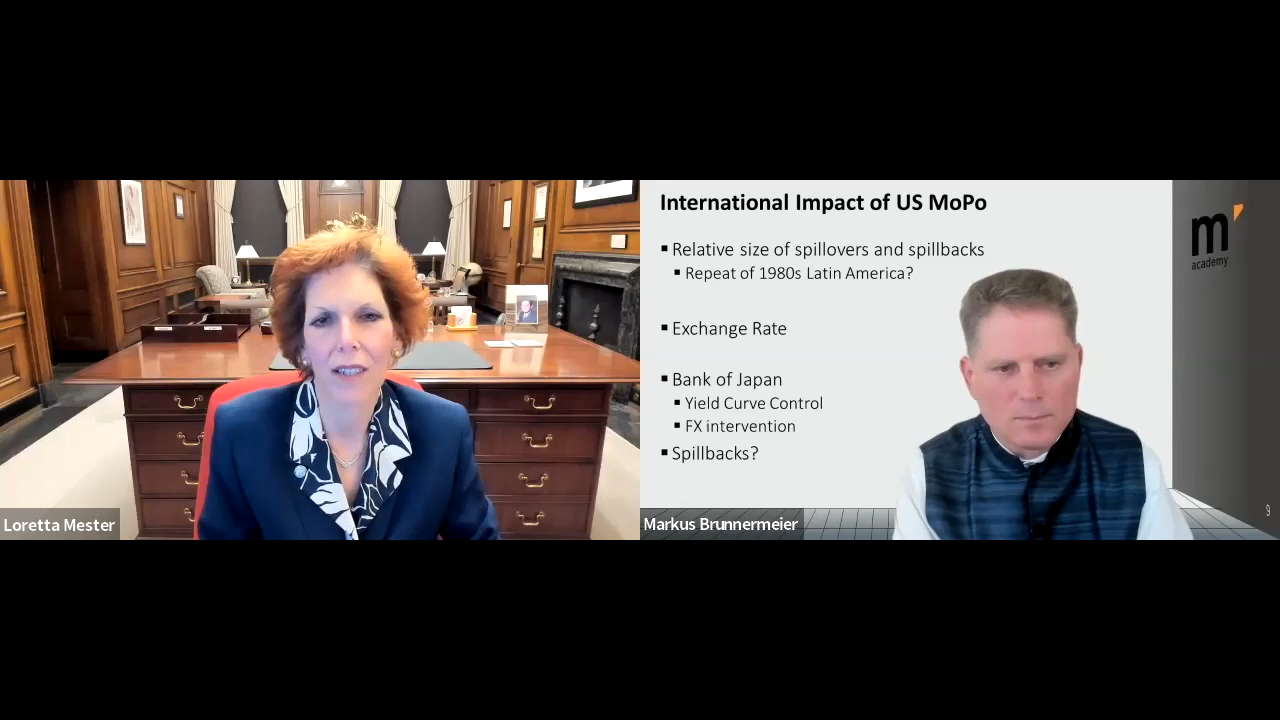 International Impact of US MoPo
▪ Relative size of spillovers and spillbacks
▪ Repeat of 1980s Latin America?
▪ Exchange Rate
▪ Bank of Japan
▪ Yield Curve Control
▪ FX intervention
▪ Spillbacks?
m
academy
9
Loretta Mester
Markus Brunnermeier